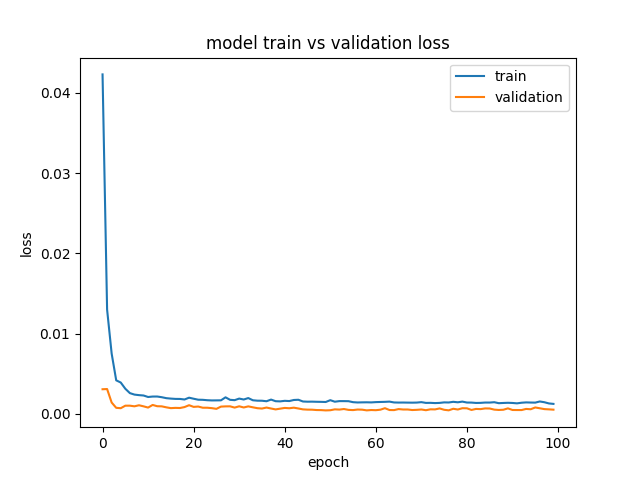 model train vs validation loss
train
validation
0.04
0.03
0.02
0.01
0.00
loss
0 20 40 60 80 100
epoch